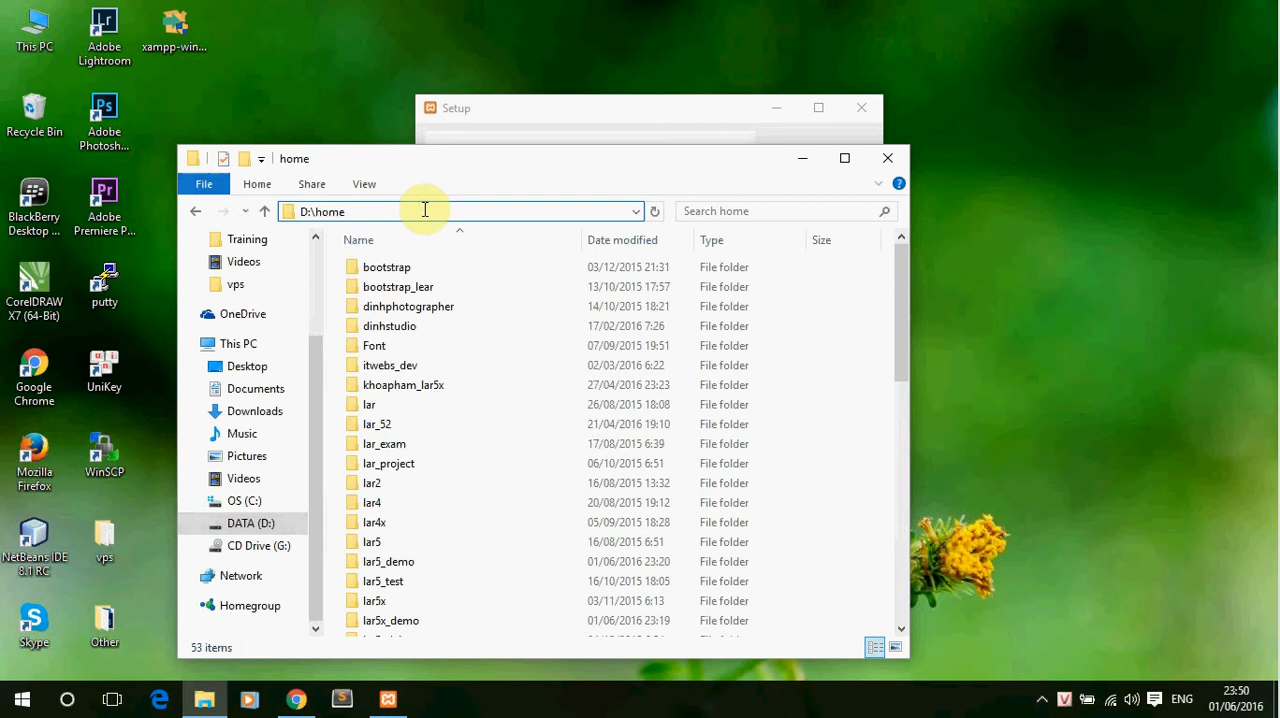 This PC
Adobe
Lightroom
xampp-win...
Recycle Bin
Adobe
Photosh...
BlackBerry
Desktop ...
Adobe
Premiere P...
CorelDRAW
X7 (64-Bit)
putty
Google
Chrome
UniKey
Mozilla
Firefox
WinSCP
NetBeans IDE
8.1 RC
vps
Skype
Other
Setup
home
File
Home
Share
View
D:\home
Search home
Training
Videos
vps
OneDrive
This PC
Desktop
Documents
Downloads
Music
Pictures
Videos
OS (C:)
DATA (D:)
CD Drive (G:)
Network
Homegroup
Name Date modified Type Size
bootstrap 03/12/2015 21:31 File folder
bootstrap_lear 13/10/2015 17:57 File folder
dinhphotographer 14/10/2015 18:21 File folder
dinhstudio 17/02/2016 7:26 File folder
Font 07/09/2015 19:51 File folder
itwebs_dev 02/03/2016 6:22 File folder
khoapham_lar5x 27/04/2016 23:23 File folder
lar 26/08/2015 18:08 File folder
lar_52 21/04/2016 19:10 File folder
lar_exam 17/08/2015 6:39 File folder
lar_project 06/10/2015 6:51 File folder
lar2 16/08/2015 13:32 File folder
lar4 20/08/2015 19:12 File folder
lar4x 05/09/2015 18:28 File folder
lar5 16/08/2015 6:51 File folder
lar5_demo 01/06/2016 23:20 File folder
lar5_test 16/10/2015 18:05 File folder
lar5x 03/11/2015 6:13 File folder
lar5x_demo 01/06/2016 23:19 File folder
53 items
ENG
23:50
01/06/2016